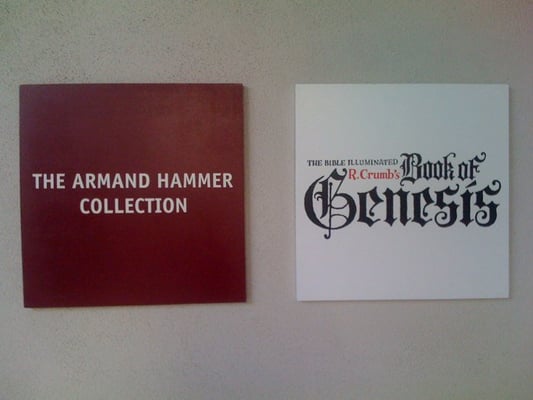 THE ARMAND HAMMER
COLLECTION
THE BIBLE ILLUMINATED
R. Crumb's Book of
Genesis